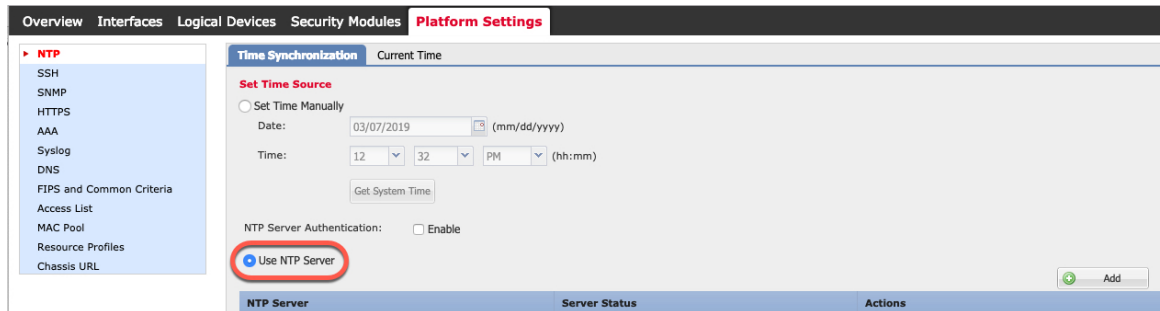 Overview Interfaces Logical Devices Security Modules Platform Settings
NTP
SSH
SNMP
HTTPS
AAA
Syslog
DNS
FIPS and Common Criteria
Access List
MAC Pool
Resource Profiles
Chassis URL
Time Synchronization Current Time
Set Time Source
Set Time Manually
Date: 03/07/2019 (mm/dd/yyyy)
Time: 12 32 PM (hh:mm)
Get System Time
NTP Server Authentication: Enable
Use NTP Server
Add
NTP Server Server Status Actions